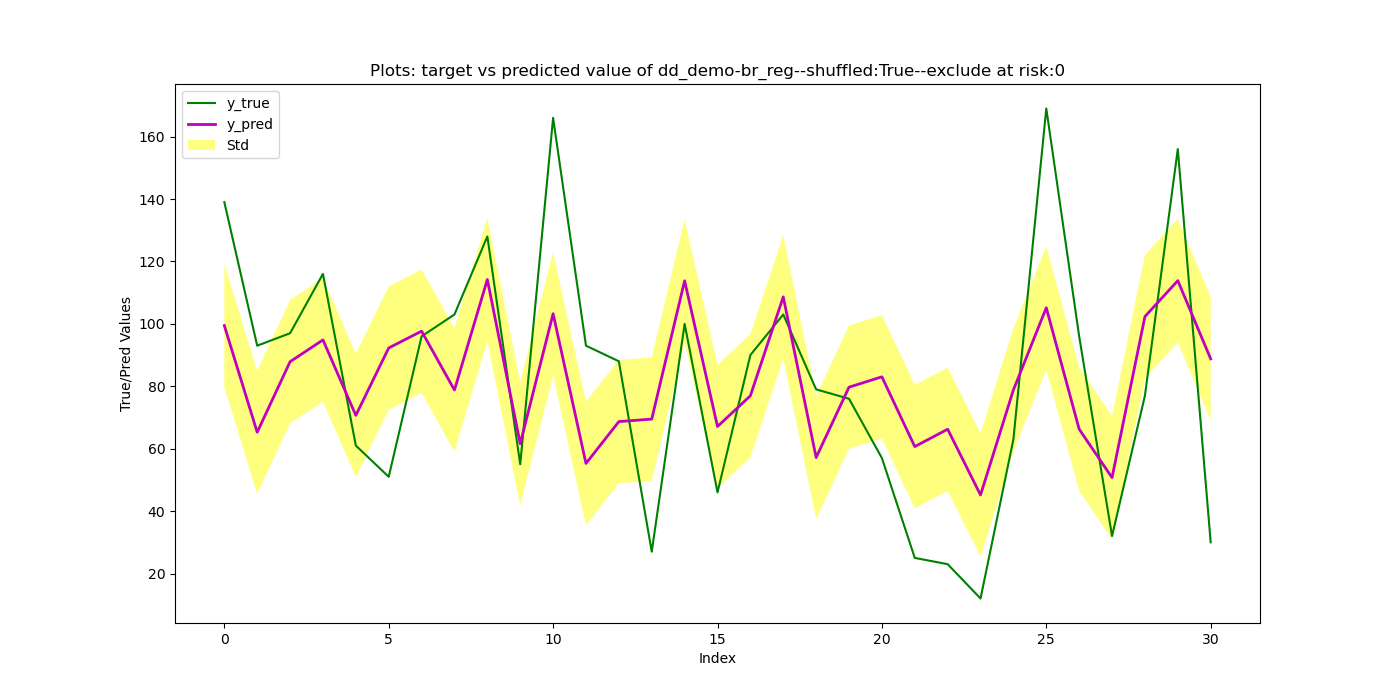 Plots: target vs predicted value of dd_demo-br_reg--shuffled:True--exclude at risk:0
y_true
y_pred
Std
True/Pred Values
160
140
120
100
80
60
40
20
0 5 10 15 20 25 30
Index